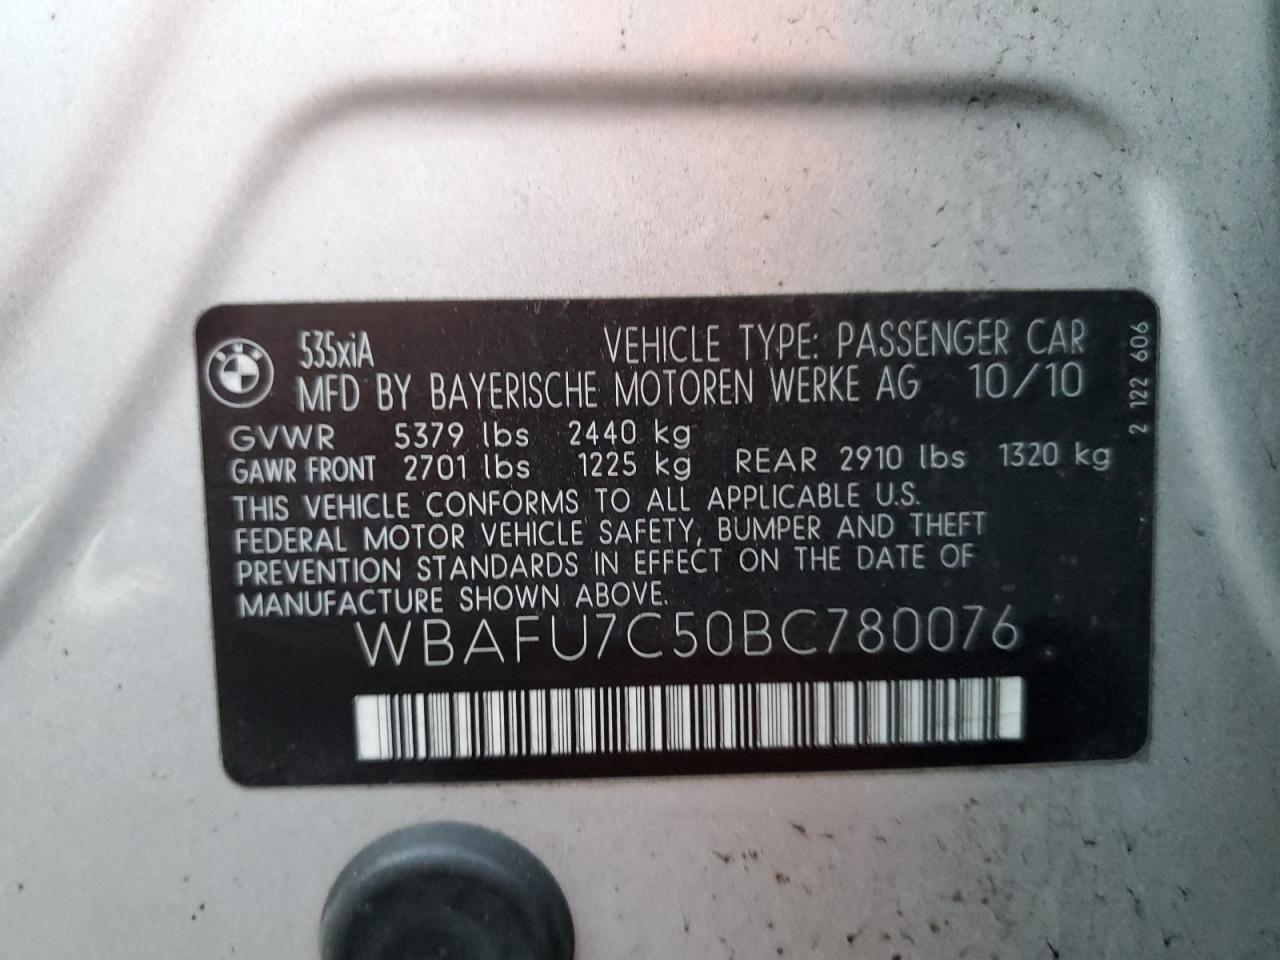 535xiA VEHICLE TYPE: PASSENGER CAR
MFD BY BAYERISCHE MOTOREN WERKE AG 10/10
GVWR 5379 lbs 2440 kg
GAWR FRONT 2701 lbs 1225 kg REAR 2910 lbs 1320 kg
THIS VEHICLE CONFORMS TO ALL APPLICABLE U.S.
FEDERAL MOTOR VEHICLE SAFETY, BUMPER AND THEFT
PREVENTION STANDARDS IN EFFECT ON THE DATE OF
MANUFACTURE SHOWN ABOVE.
WBAFU7C50BC780076
2 122 606
BMW